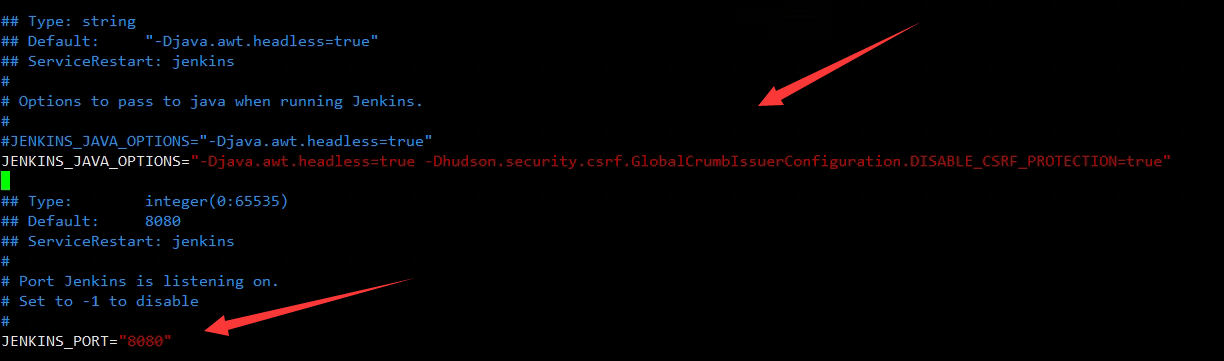 ## Type: string
## Default:     "-Djava.awt.headless=true"
## ServiceRestart: jenkins
#
# Options to pass to java when running Jenkins.
#
#JENKINS_JAVA_OPTIONS="-Djava.awt.headless=true"
JENKINS_JAVA_OPTIONS="-Djava.awt.headless=true -Dhudson.security.csrf.GlobalCrumbIssuerConfiguration.DISABLE_CSRF_PROTECTION=true"
## Type:        integer(0:65535)
## Default:     8080
## ServiceRestart: jenkins
#
# Port Jenkins is listening on.
# Set to -1 to disable
#
JENKINS_PORT="8080"